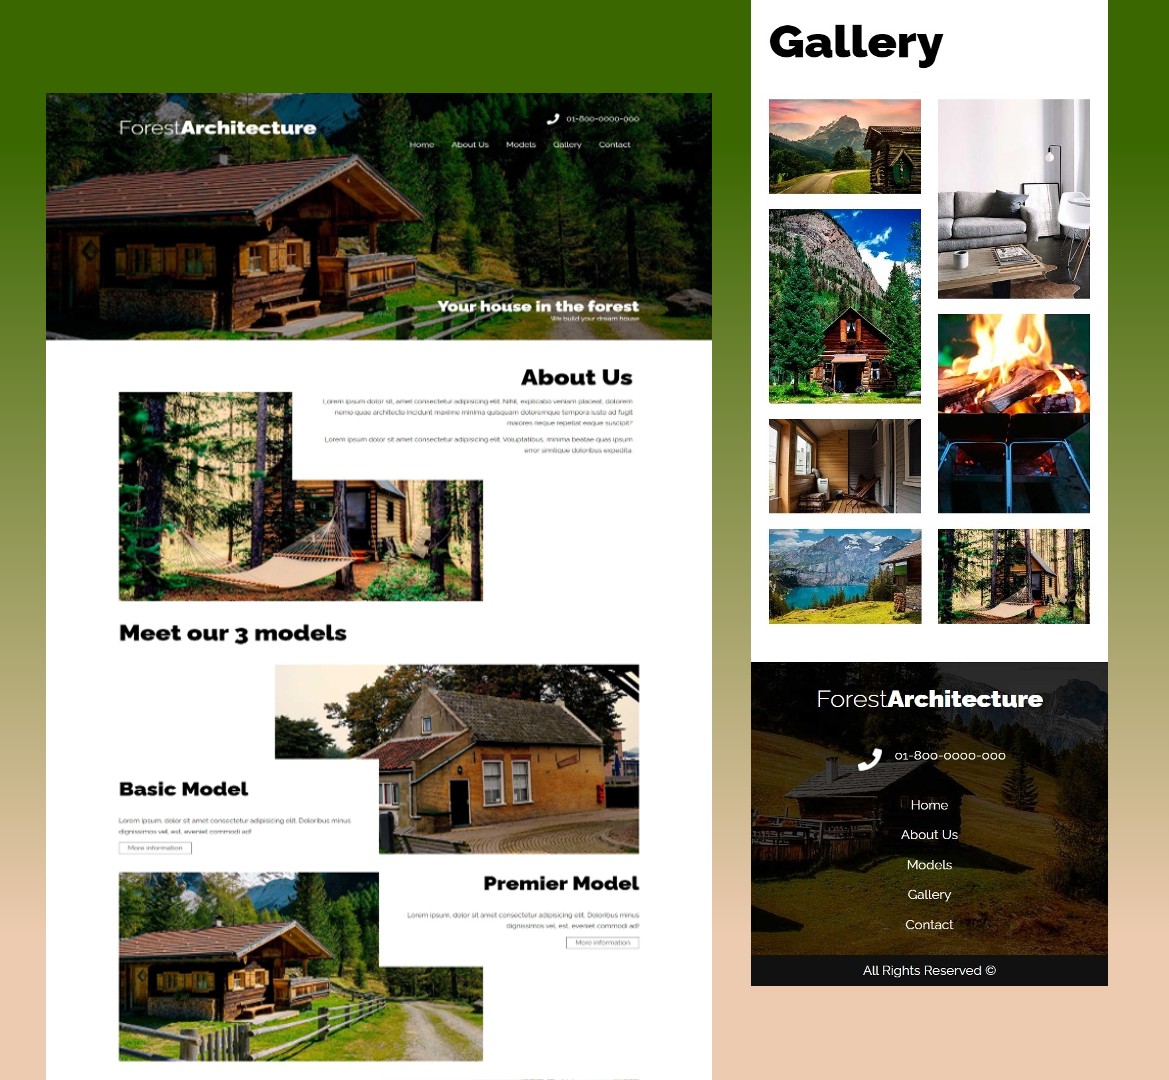 ForestArchitecture
01-800-0000-000
Home About Us Models Gallery Contact
Your house in the forest
We build your dream house
About Us
Lorem ipsum, dolor sit amet, consectetur adipisicing elit. Nihil, explicabo veniam placeat, dolorem
nemo quae architecto incidunt maxime minima quisquam doloremque tempora iusto ad fugit
maiores neque repellat eaque suscipit?
Lorem ipsum dolor sit amet consectetur adipisicing elit. Voluptatibus, minima beatae quas ipsum
error similique doloribus expedita.
Meet our 3 models
Basic Model
Lorem ipsum, dolor sit amet consectetur adipisicing elit. Doloribus minus
dignissimos vel, est, eveniet commodi ad!
More information
Premier Model
Lorem ipsum, dolor sit amet consectetur adipisicing elit. Doloribus minus
dignissimos vel, est, eveniet commodi ad!
More information
Gallery
ForestArchitecture
01-800-0000-000
Home
About Us
Models
Gallery
Contact
All Rights Reserved ©